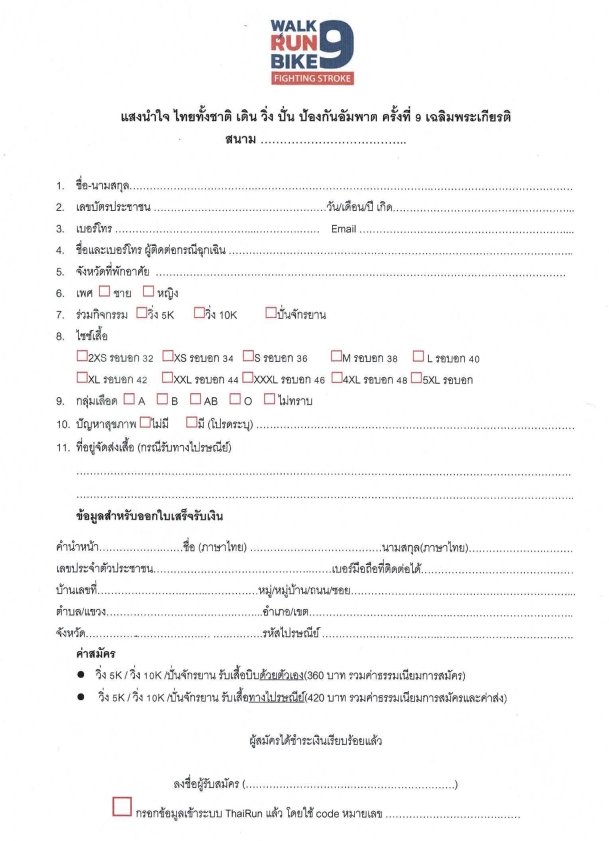 WALK
RUN
BIKE
9
FIGHTING STROKE
แสงนำใจ ไทยทั้งชาติ เดิน วิ่ง ปั่น ป้องกันอัมพาต ครั้งที่ 9 เฉลิมพระเกียรติ
สนาม ........................................
1. ชื่อ-นามสกุล........................................
2. เลขบัตรประชาชน ........................................วัน/เดือน/ปี เกิด........................................
3. เบอร์โทร ........................................ Email ........................................
4. ชื่อและเบอร์โทร ผู้ติดต่อกรณีฉุกเฉิน ........................................
5. จังหวัดที่พักอาศัย ........................................
6. เพศ ☐ ชาย ☐ หญิง
7. ร่วมกิจกรรม ☐วิ่ง 5K ☐วิ่ง 10K ☐ปั่นจักรยาน
8. ไซซ์เสื้อ
☐2XS รอบอก 32 ☐XS รอบอก 34 ☐S รอบอก 36 ☐M รอบอก 38 ☐ L รอบอก 40
☐XL รอบอก 42 ☐XXL รอบอก 44 ☐XXXL รอบอก 46 ☐4XL รอบอก 48 ☐5XL รอบอก
9. กลุ่มเลือด ☐ A ☐ B ☐ AB ☐ O ☐ ไม่ทราบ
10. ปัญหาสุขภาพ ☐ไม่มี ☐มี (โปรดระบุ) ........................................
11. ที่อยู่จัดส่งเสื้อ (กรณีรับทางไปรษณีย์)
........................................
........................................
ข้อมูลสำหรับออกใบเสร็จรับเงิน
คำนำหน้า....................ชื่อ (ภาษาไทย) ........................................นามสกุล(ภาษาไทย)....................
เลขประจำตัวประชาชน........................................เบอร์มือถือที่ติดต่อได้........................................
บ้านเลขที่........................................หมู่/หมู่บ้าน/ถนน/ซอย........................................
ตำบล/แขวง........................................อำเภอ/เขต........................................
จังหวัด........................................รหัสไปรษณีย์ ........................................
ค่าสมัคร
● วิ่ง 5K / วิ่ง 10K /ปั่นจักรยาน รับเสื้อบิบด้วยตัวเอง(360 บาท รวมค่าธรรมเนียมการสมัคร)
● วิ่ง 5K / วิ่ง 10K /ปั่นจักรยาน รับเสื้อทางไปรษณีย์(420 บาท รวมค่าธรรมเนียมการสมัครและค่าส่ง)
ผู้สมัครได้ชำระเงินเรียบร้อยแล้ว
ลงชื่อผู้รับสมัคร (........................................)
☐ กรอกข้อมูลเข้าระบบ ThaiRun แล้ว โดยใช้ code หมายเลข ........................................